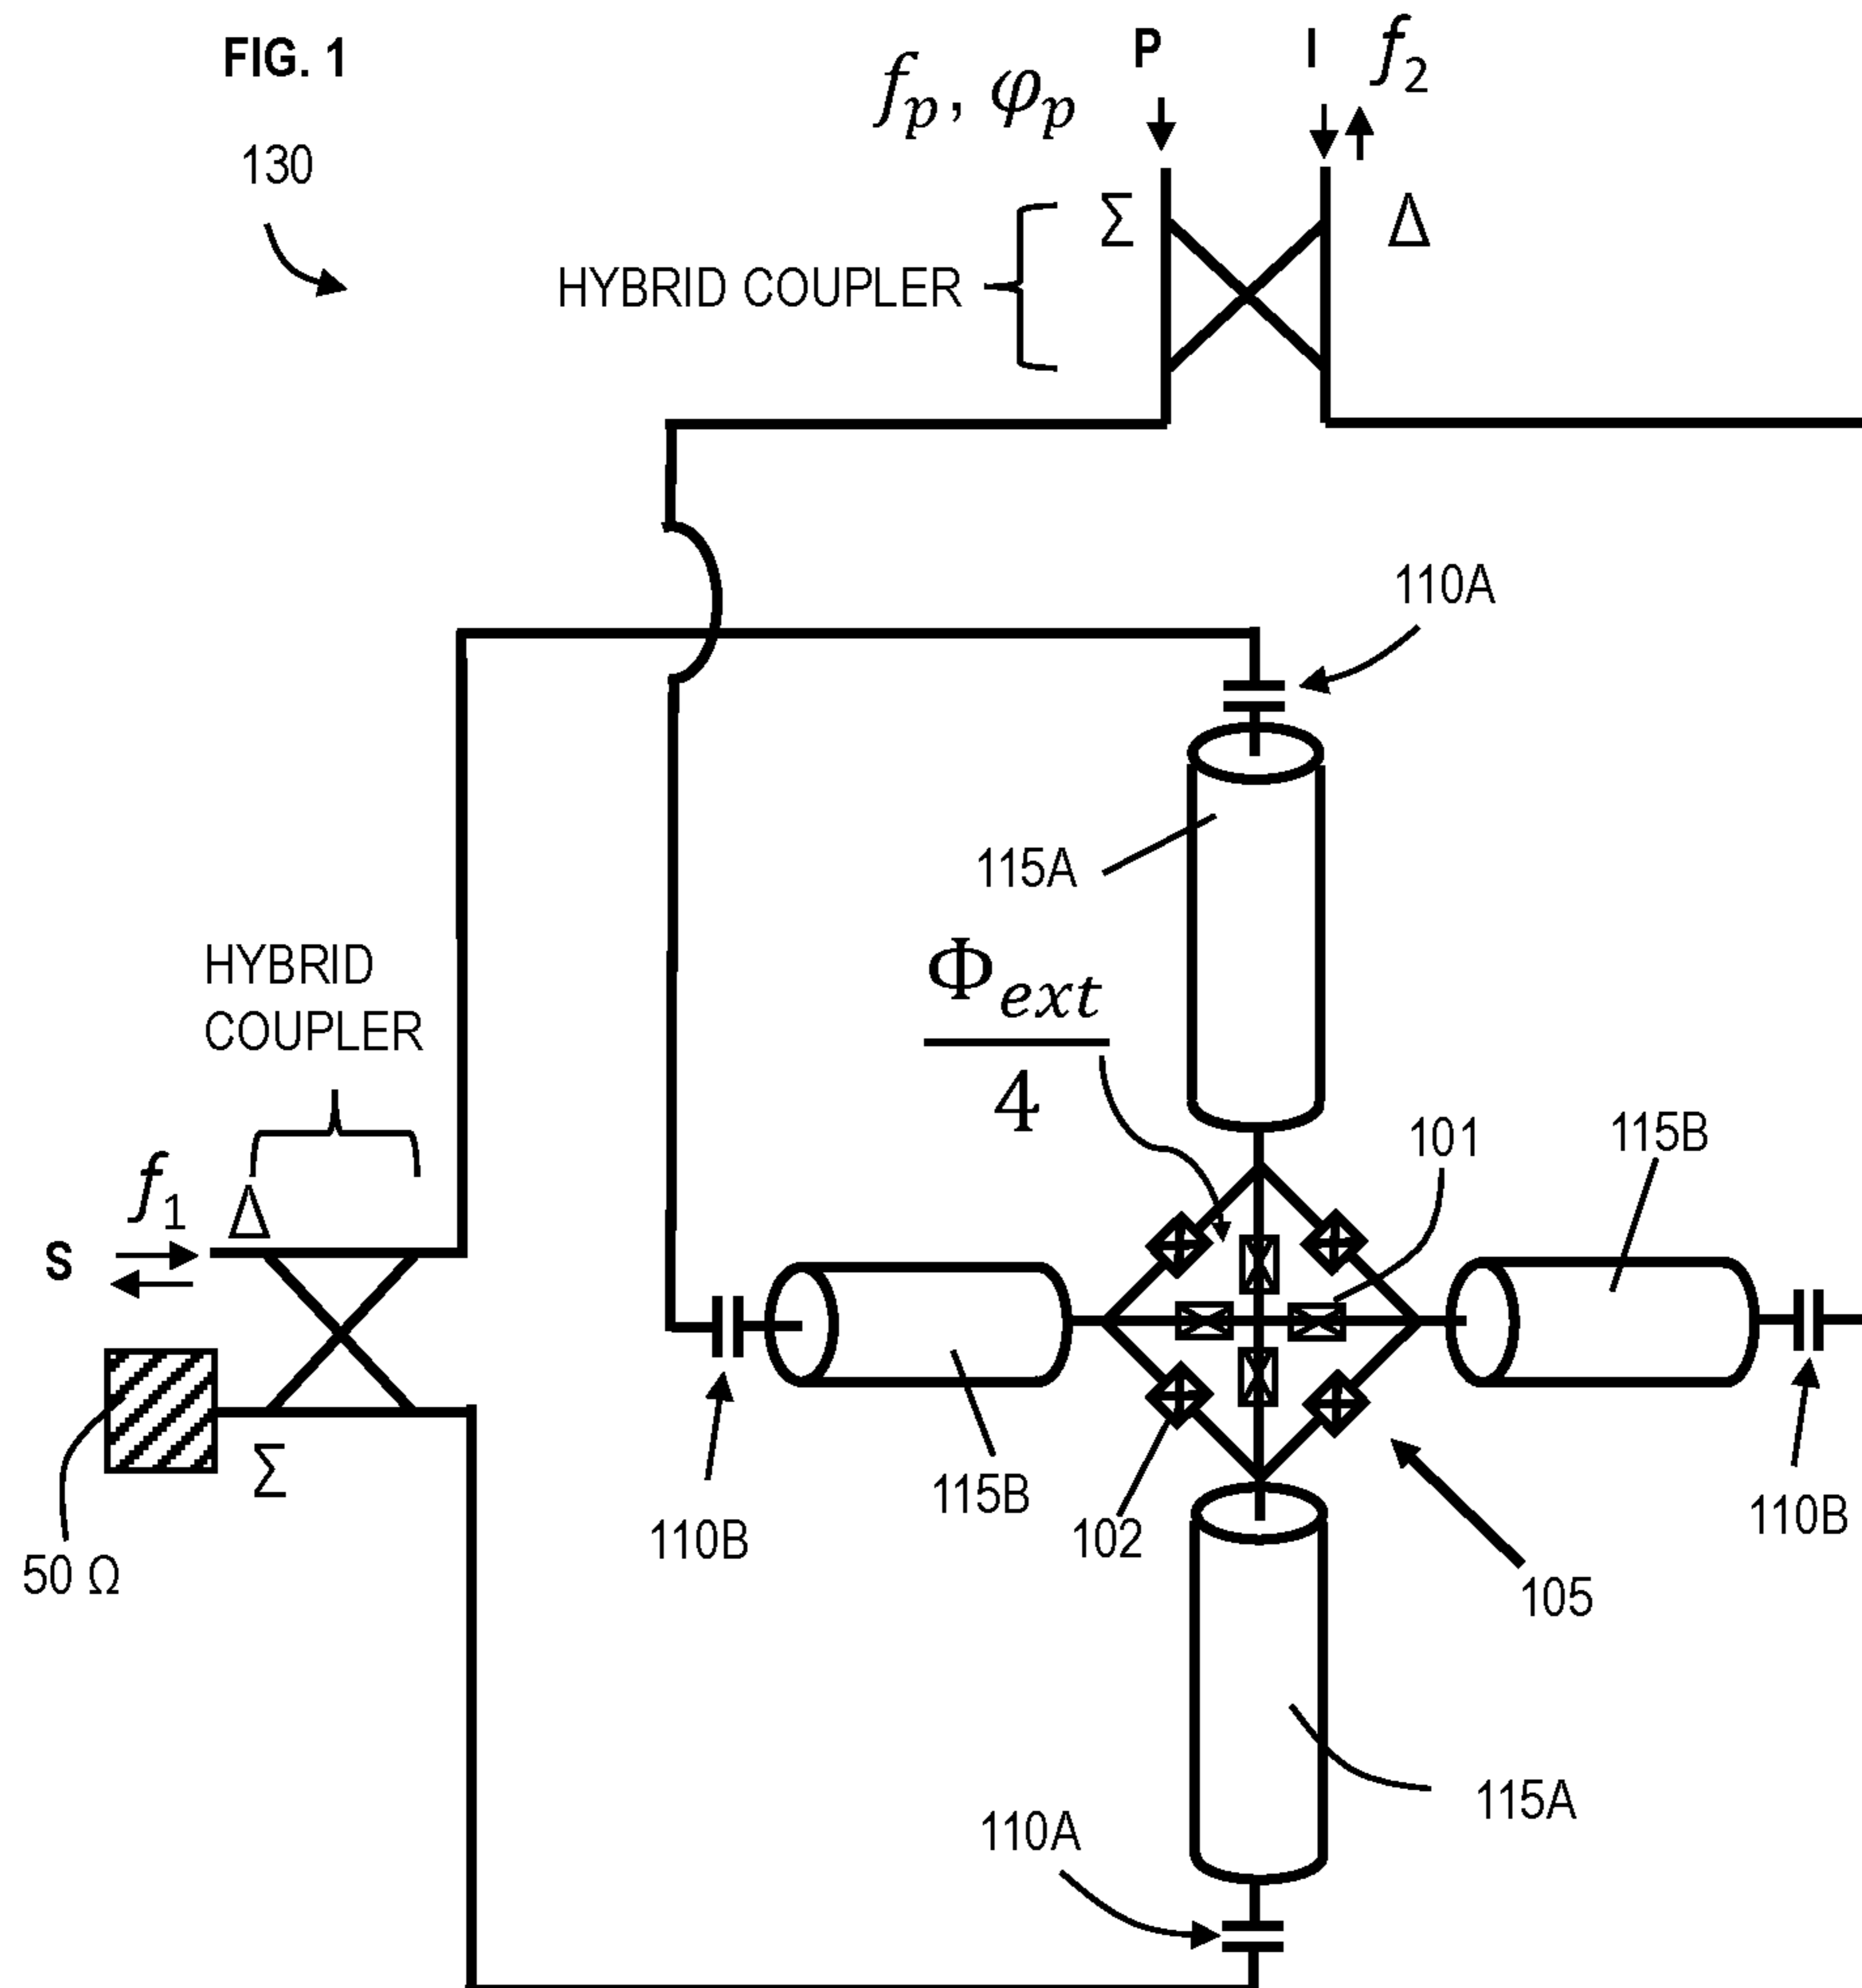 FIG. 1
130
P
I
f₂
fₚ, φₚ
Σ
Δ
HYBRID COUPLER
110A
115A
HYBRID
COUPLER
Φₑₓₜ
4
101
115B
f₁
Δ
S
Σ
50 Ω
110B
115B
102
110B
105
115A
110A